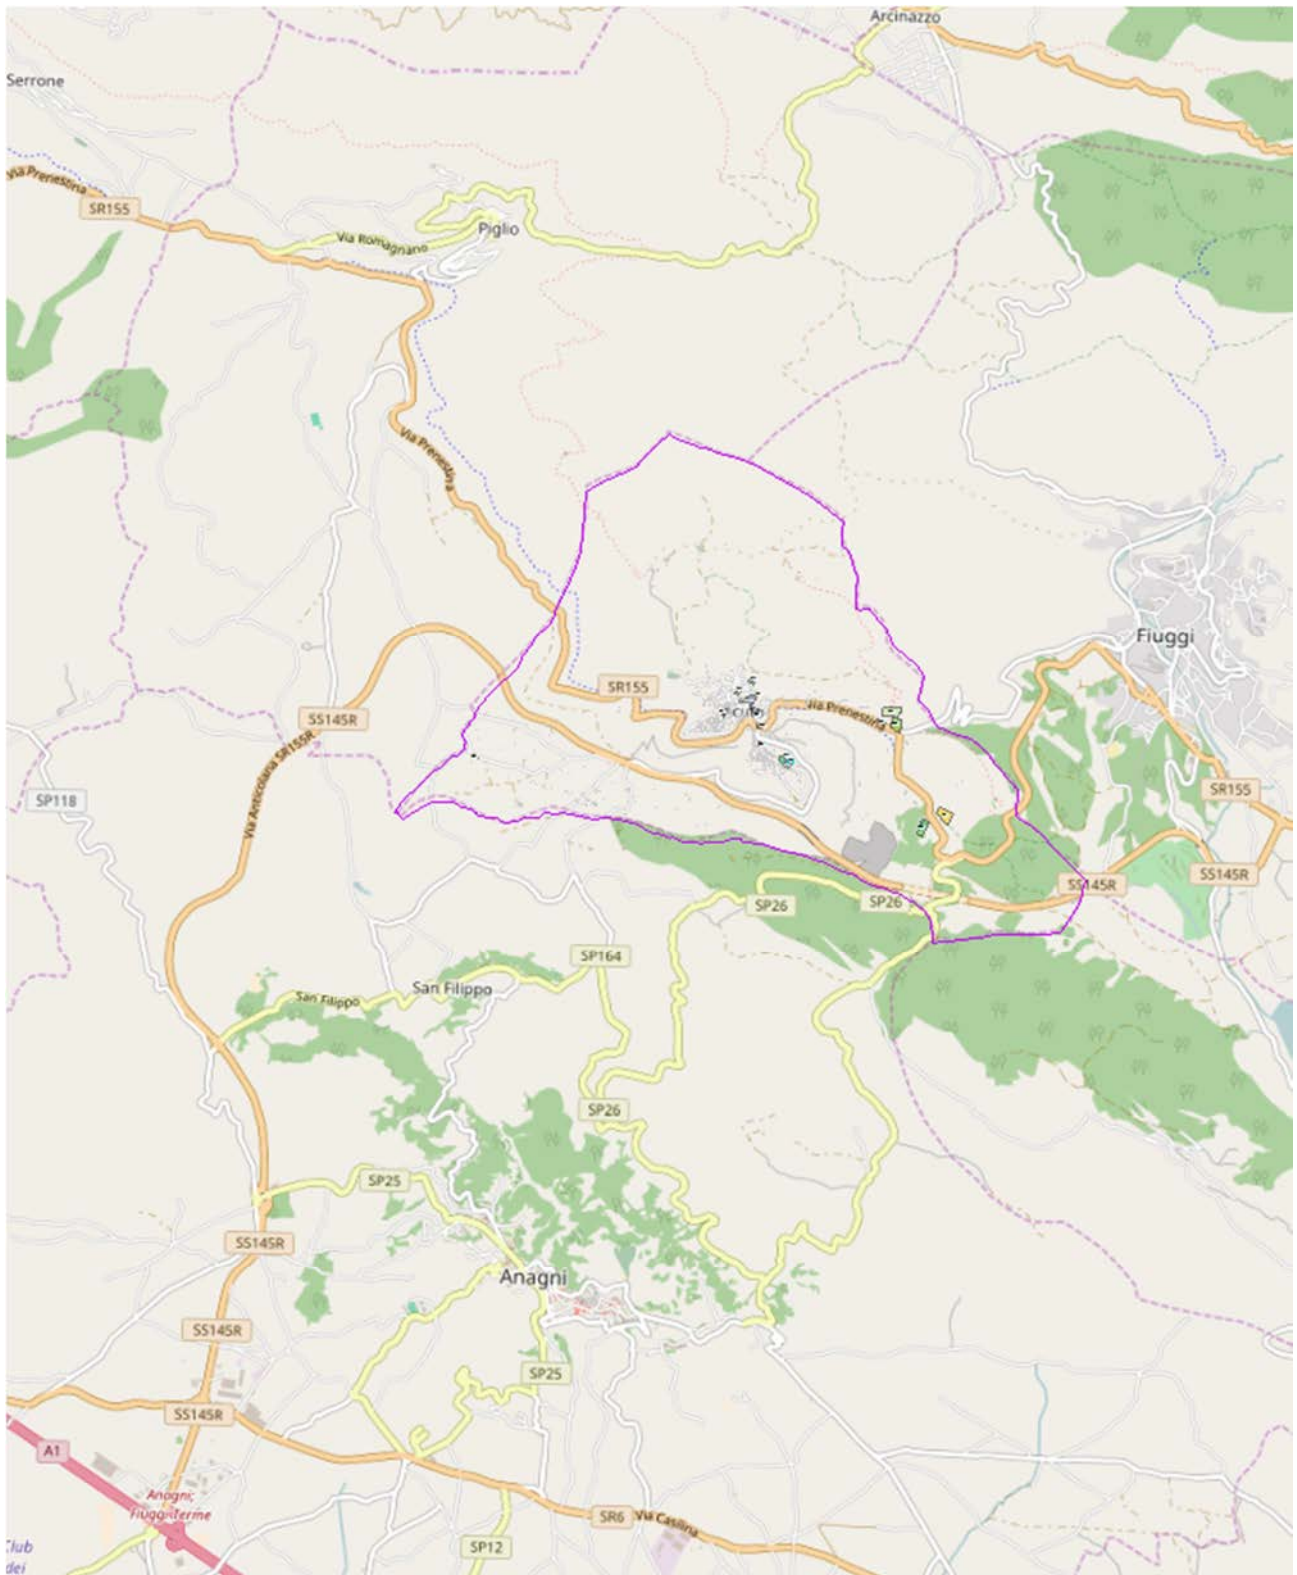 Arcinazzo
Serrone
Via Prenestina
SR155
Piglio
Via Romagnano
Via Prenestina
Fiuggi
SR155
Via Prenestina
SS145R
Via Anticolana SR155R
SP118
SR155
SS145R
SS145R
SP26
SP26
SP164
San Filippo
San Filippo
SP26
SP25
SS145R
Anagni
SS145R
SP25
SS145R
A1
Anagni;
Fiuggi Terme
SR6
Via Casilina
SP12
Club
dei